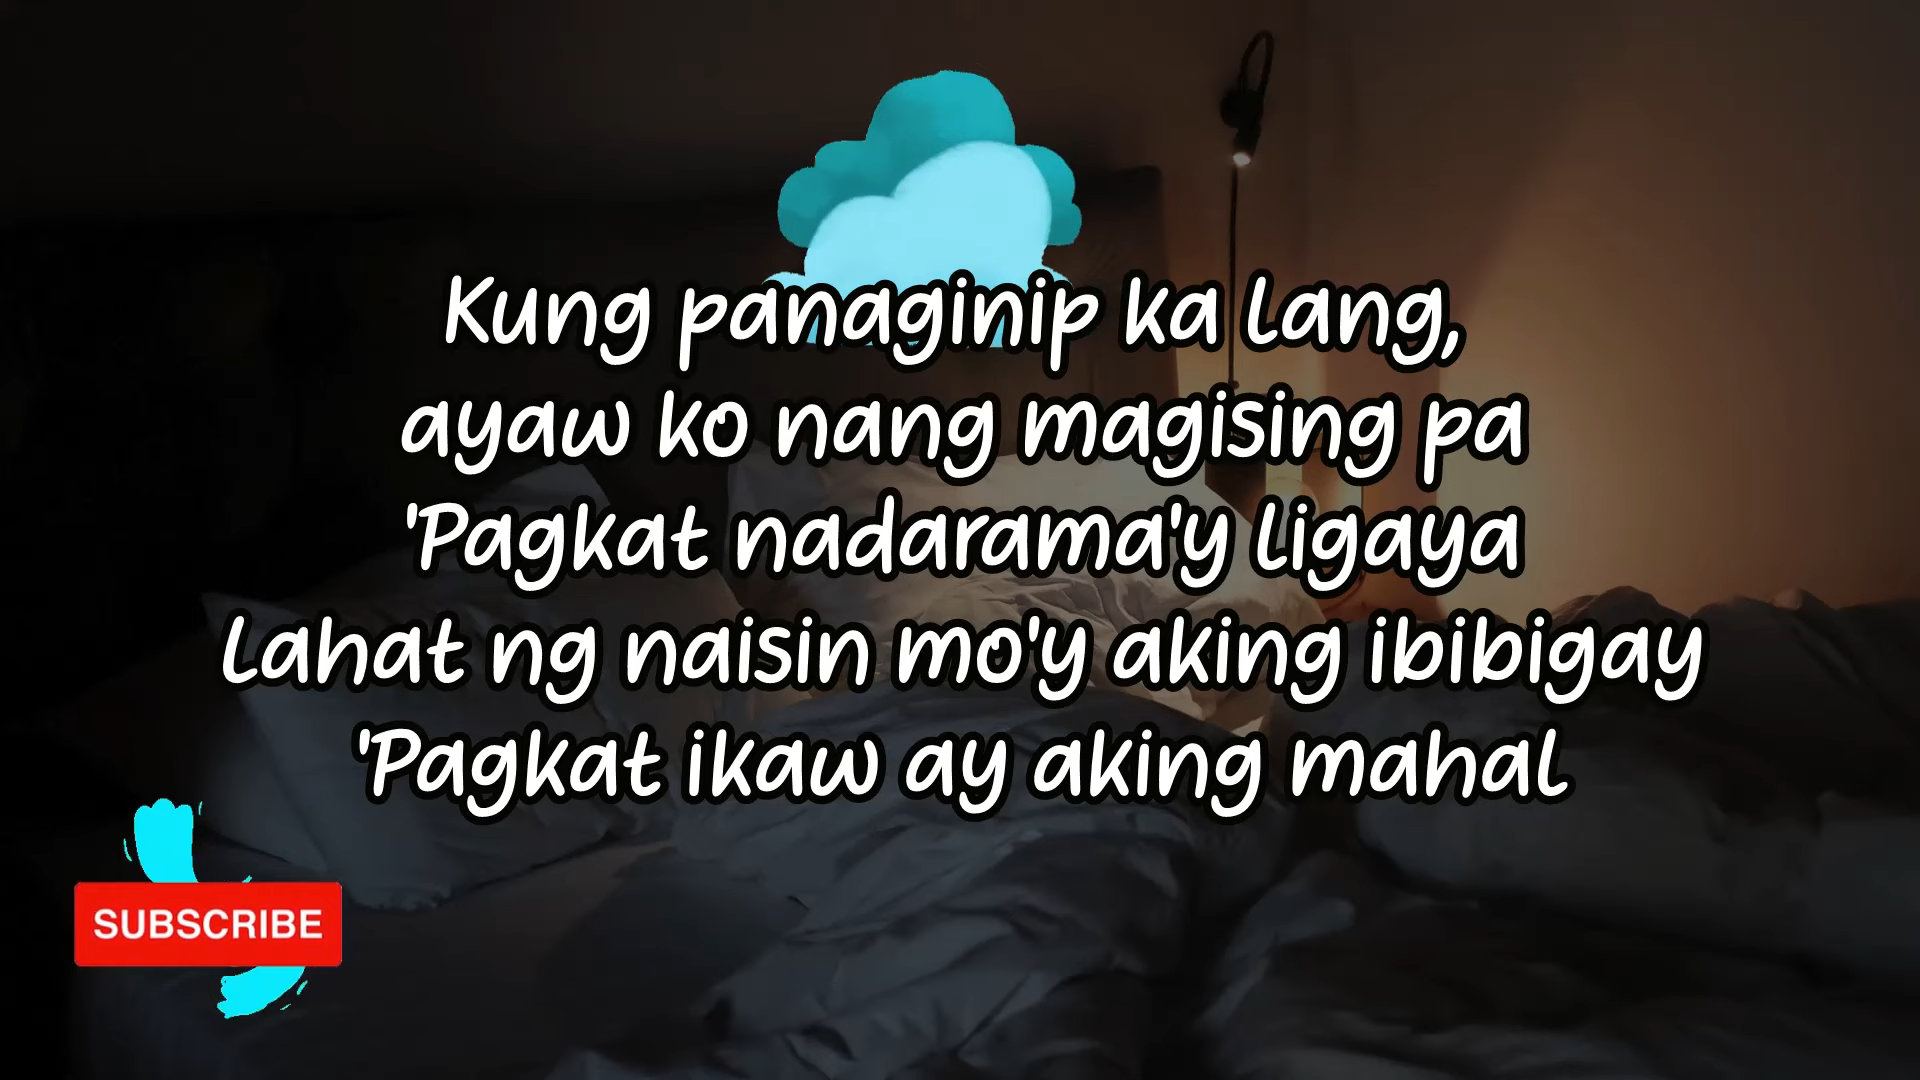 Kung panaginip ka lang,
ayaw ko nang magising pa
'Pagkat nadarama'y ligaya
Lahat ng naisin mo'y aking ibibigay
'Pagkat ikaw ay aking mahal
SUBSCRIBE